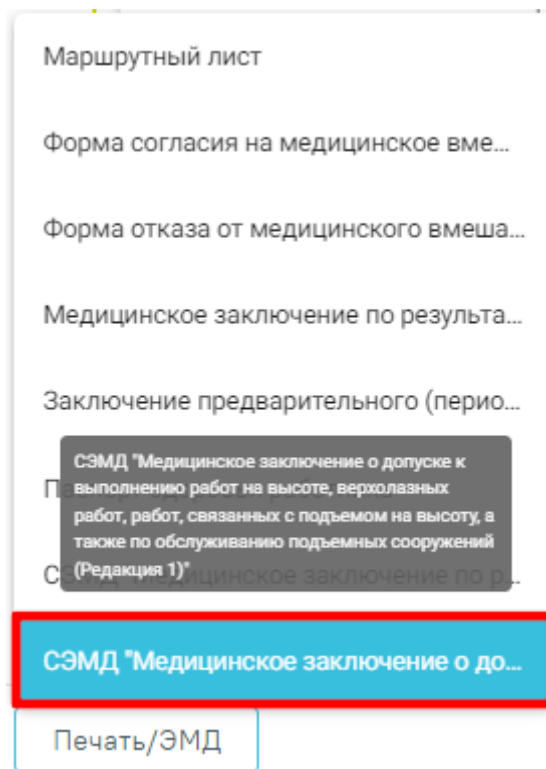 Маршрутный лист
Форма согласия на медицинское вме...
Форма отказа от медицинского вмеша...
Медицинское заключение по результа...
Заключение предварительного (перио...
СЭМД "Медицинское заключение о допуске к
выполнению работ на высоте, верхолазных
работ, работ, связанных с подъемом на высоту, а
также по обслуживанию подъемных сооружений
(Редакция 1)"
СЭМД "Медицинское заключение по р...
СЭМД "Медицинское заключение о до...
Печать/ЭМД